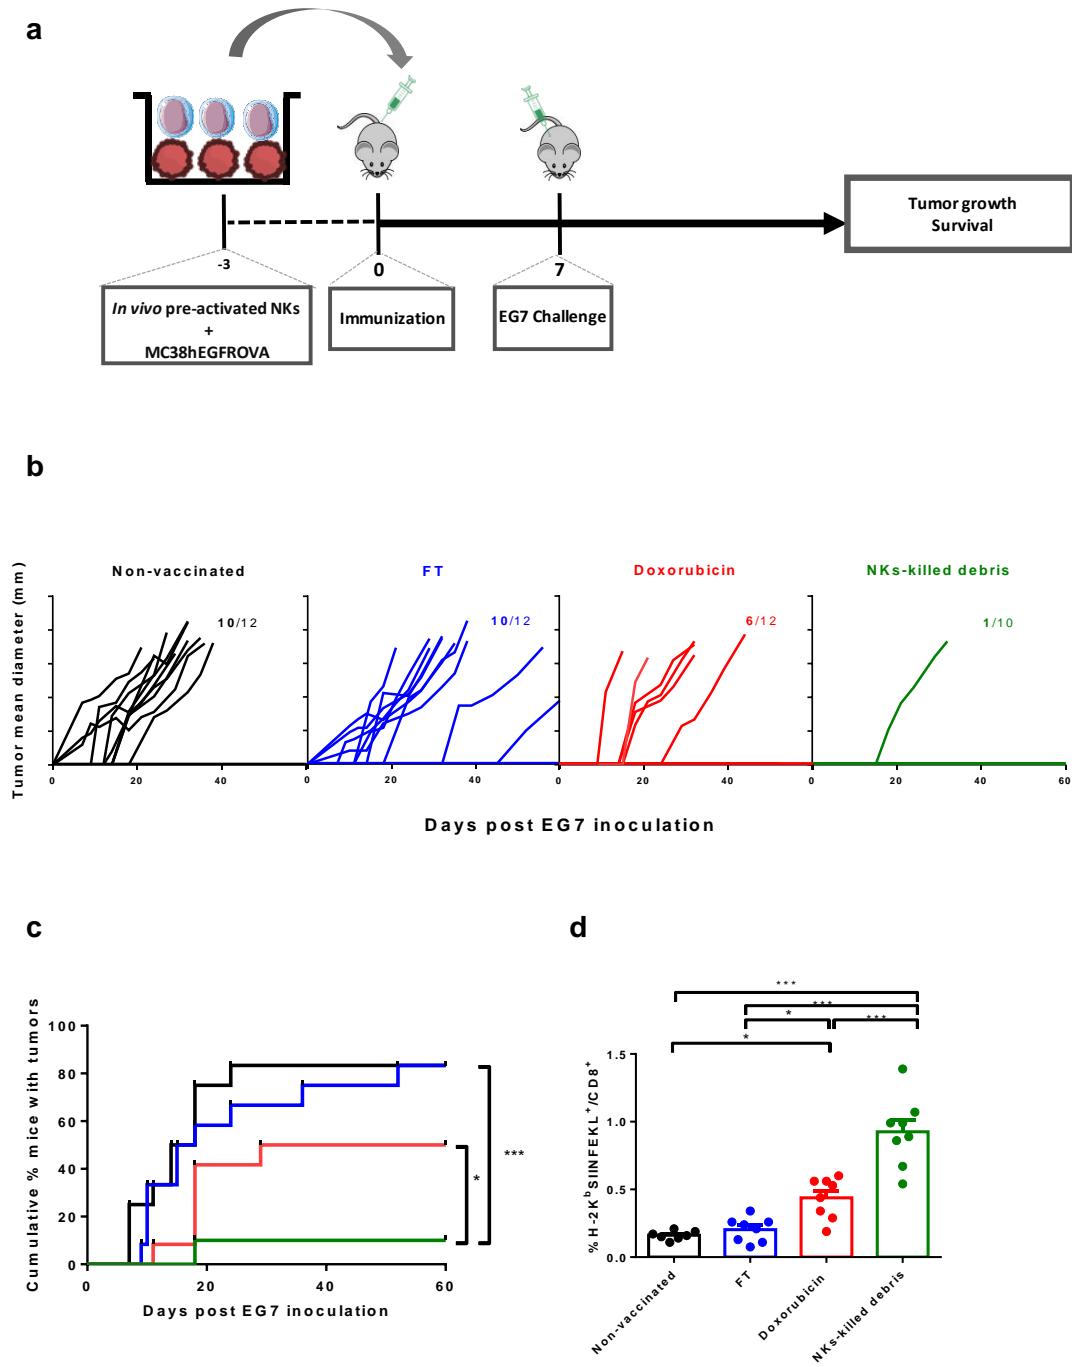 a
Tumor growth
Survival
-3
0
7
In vivo pre-activated NKs
+
MC38hEGFROVA
Immunization
EG7 Challenge
b
Tumor mean diameter (mm)
Non-vaccinated
FT
Doxorubicin
NKs-killed debris
10/12
10/12
6/12
1/10
0 20 40
0 20 40
0 20 40
0 20 40 60
Days post EG7 inoculation
c
Cumulative % mice with tumors
100
80
60
40
20
0
0 20 40 60
Days post EG7 inoculation
*
***
d
***
***
*
***
*
% H-2KᵇSIINFEKL⁺/CD8⁺
1.5
1.0
0.5
0.0
Non-vaccinated
FT
Doxorubicin
NKs-killed debris